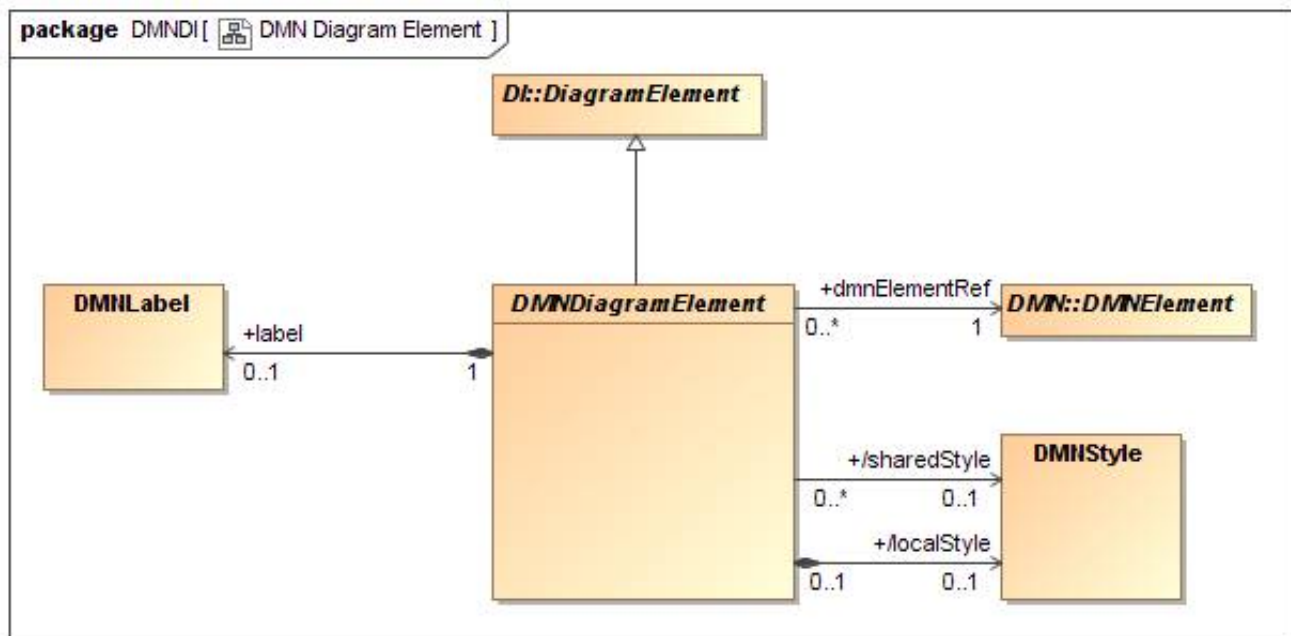 package DMNDI[ DMN Diagram Element ]
DI::DiagramElement
DMNLabel
DMNDiagramElement
+dmnElementRef
DMN::DMNElement
0..*
1
+label
0..1
1
+/sharedStyle
DMNStyle
0..*
0..1
+/localStyle
0..1
0..1